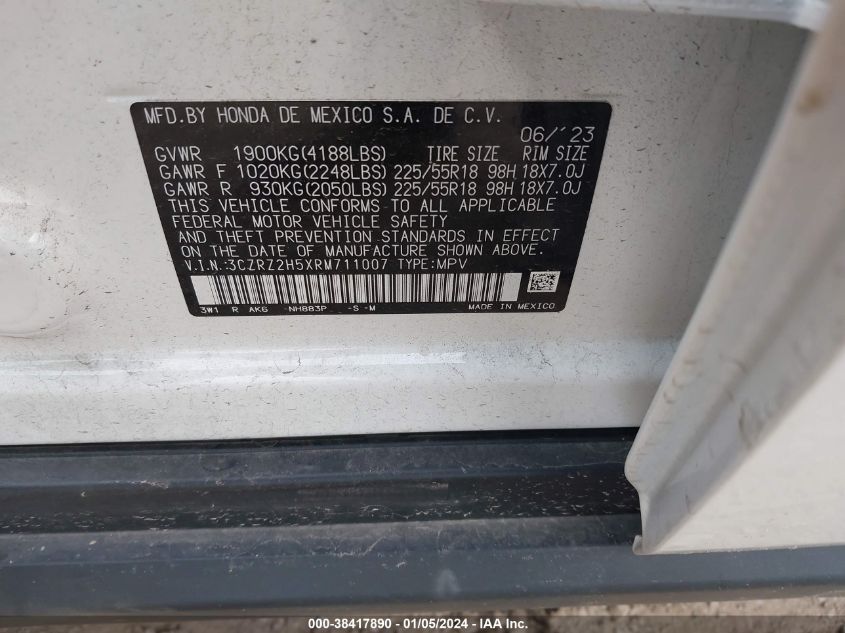 MFD.BY HONDA DE MEXICO S.A. DE C.V.
06/'23
GVWR 1900KG(4188LBS) TIRE SIZE RIM SIZE
GAWR F 1020KG(2248LBS) 225/55R18 98H 18X7.0J
GAWR R 930KG(2050LBS) 225/55R18 98H 18X7.0J
THIS VEHICLE CONFORMS TO ALL APPLICABLE
FEDERAL MOTOR VEHICLE SAFETY
AND THEFT PREVENTION STANDARDS IN EFFECT
ON THE DATE OF MANUFACTURE SHOWN ABOVE.
V.I.N.:3CZRZ2H5XRM711007 TYPE:MPV
3W1 R AK6 -NH883P -S -M MADE IN MEXICO
000-38417890 - 01/05/2024 - IAA Inc.